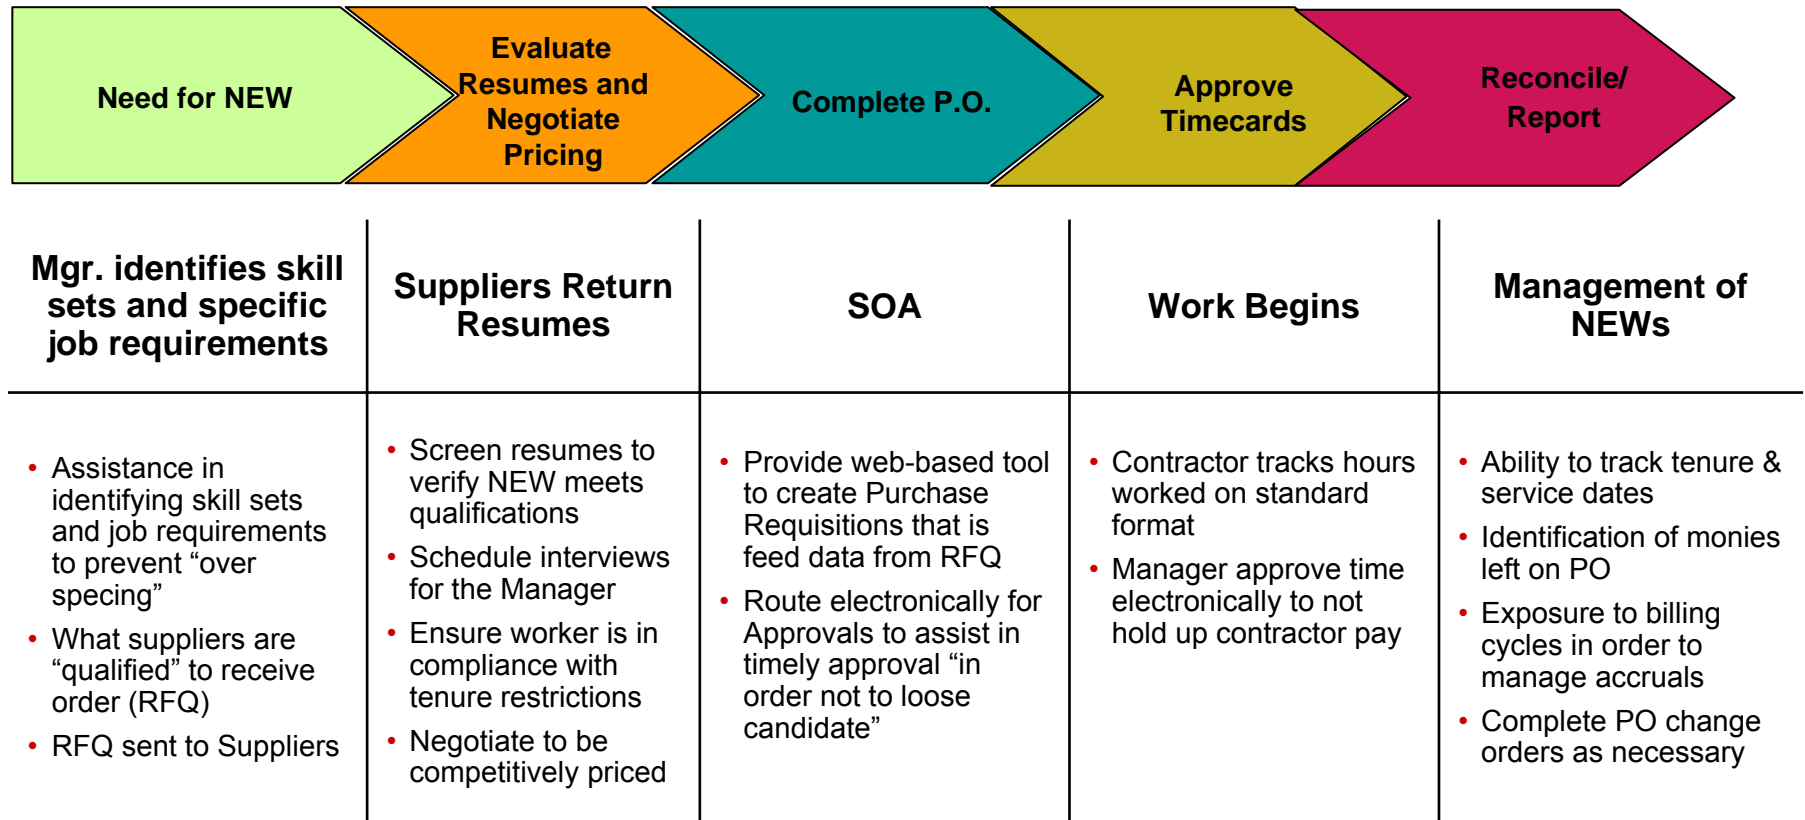 Need for NEW
Evaluate
Resumes and
Negotiate
Pricing
Complete P.O.
Approve
Timecards
Reconcile/
Report
Mgr. identifies skill
sets and specific
job requirements
Suppliers Return
Resumes
SOA
Work Begins
Management of
NEWs
• Assistance in
identifying skill sets
and job requirements
to prevent “over
specing”
• What suppliers are
“qualified” to receive
order (RFQ)
• RFQ sent to Suppliers
• Screen resumes to
verify NEW meets
qualifications
• Schedule interviews
for the Manager
• Ensure worker is in
compliance with
tenure restrictions
• Negotiate to be
competitively priced
• Provide web-based tool
to create Purchase
Requisitions that is
feed data from RFQ
• Route electronically for
Approvals to assist in
timely approval “in
order not to loose
candidate”
• Contractor tracks hours
worked on standard
format
• Manager approve time
electronically to not
hold up contractor pay
• Ability to track tenure &
service dates
• Identification of monies
left on PO
• Exposure to billing
cycles in order to
manage accruals
• Complete PO change
orders as necessary